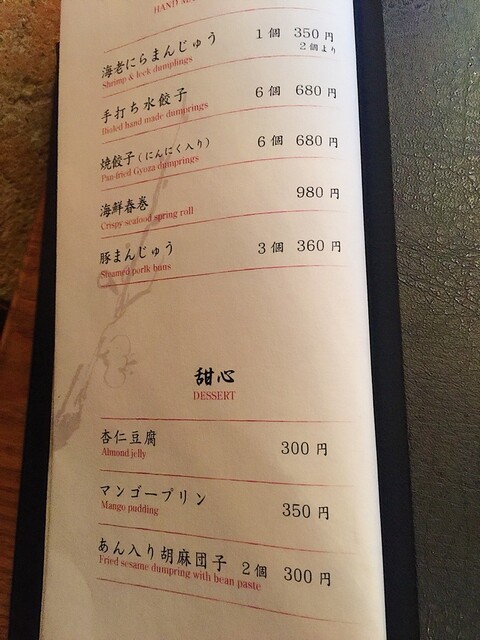 HAND
海老にらまんじゅう 1個 350円
Shrimp & leek dumplings 2個より
手打ち水餃子 6個 680円
Bioled hand made dumprings
焼餃子(にんにく入り) 6個 680円
Pan-fried Gyoza dumprings
海鮮春巻 980円
Crispy seafood spring roll
豚まんじゅう 3個 360円
Steamed porlk buns
甜心
DESSERT
杏仁豆腐 300円
Almond jelly
マンゴープリン 350円
Mango pudding
あん入り胡麻団子 2個 300円
Fried sesame dumpring with bean paste